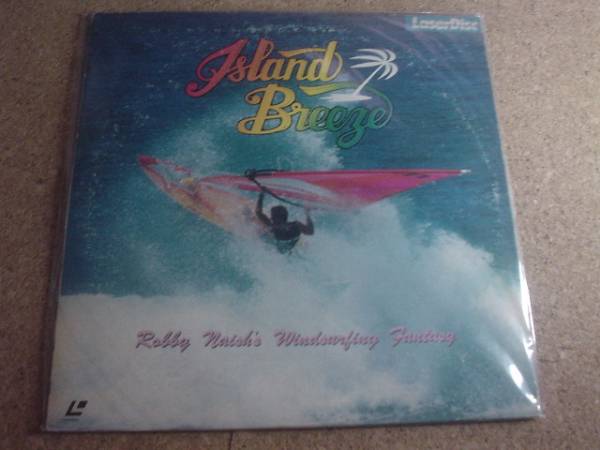 LaserDisc
Island
Breeze
Robby Naish's Windsurfing Fantasy